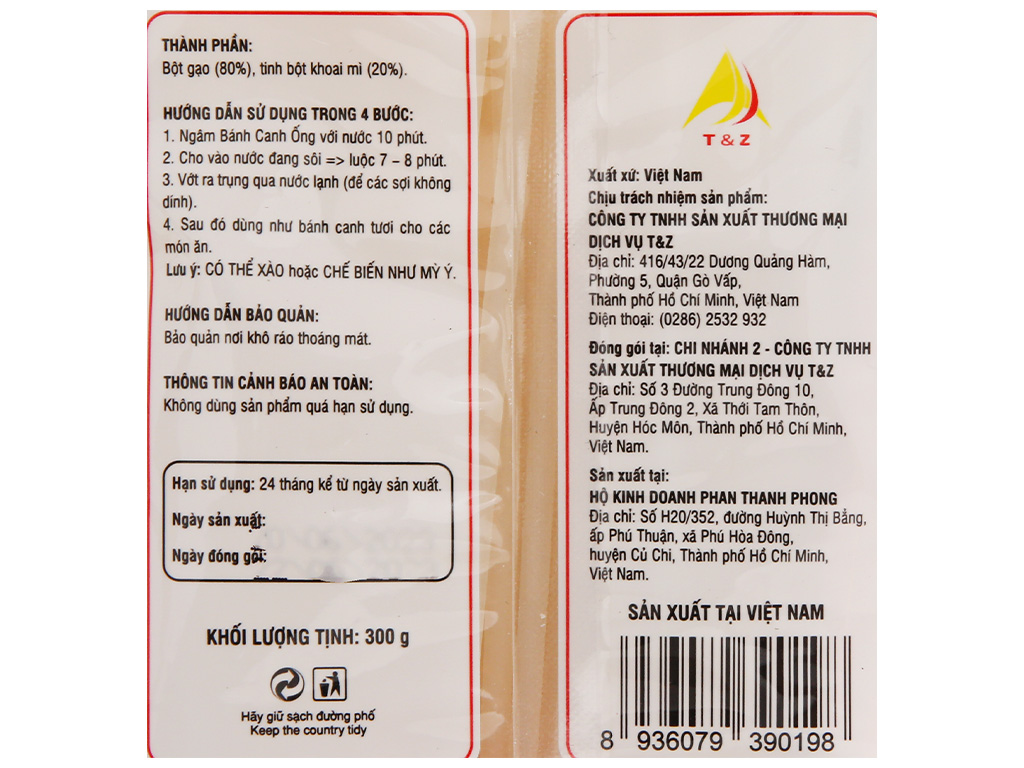 THÀNH PHẦN:
Bột gạo (80%), tinh bột khoai mì (20%).
HƯỚNG DẪN SỬ DỤNG TRONG 4 BƯỚC:
1. Ngâm Bánh Canh Ống với nước 10 phút.
2. Cho vào nước đang sôi => luộc 7 – 8 phút.
3. Vớt ra trụng qua nước lạnh (để các sợi không
dính).
4. Sau đó dùng như bánh canh tươi cho các
món ăn.
Lưu ý: CÓ THỂ XÀO hoặc CHẾ BIẾN NHƯ MỲ Ý.
HƯỚNG DẪN BẢO QUẢN:
Bảo quản nơi khô ráo thoáng mát.
THÔNG TIN CẢNH BÁO AN TOÀN:
Không dùng sản phẩm quá hạn sử dụng.
Hạn sử dụng: 24 tháng kể từ ngày sản xuất.
Ngày sản xuất:
Ngày đóng gói:
KHỐI LƯỢNG TỊNH: 300 g
Hãy giữ sạch đường phố
Keep the country tidy
T & Z
Xuất xứ: Việt Nam
Chịu trách nhiệm sản phẩm:
CÔNG TY TNHH SẢN XUẤT THƯƠNG MẠI
DỊCH VỤ T&Z
Địa chỉ: 416/43/22 Dương Quảng Hàm,
Phường 5, Quận Gò Vấp,
Thành phố Hồ Chí Minh, Việt Nam
Điện thoại: (0286) 2532 932
Đóng gói tại: CHI NHÁNH 2 - CÔNG TY TNHH
SẢN XUẤT THƯƠNG MẠI DỊCH VỤ T&Z
Địa chỉ: Số 3 Đường Trung Đông 10,
Ấp Trung Đông 2, Xã Thới Tam Thôn,
Huyện Hóc Môn, Thành phố Hồ Chí Minh,
Việt Nam.
Sản xuất tại:
HỘ KINH DOANH PHAN THANH PHONG
Địa chỉ: Số H20/352, đường Huỳnh Thị Bẳng,
ấp Phú Thuận, xã Phú Hòa Đông,
huyện Củ Chi, Thành phố Hồ Chí Minh,
Việt Nam.
SẢN XUẤT TẠI VIỆT NAM
8 936079 390198